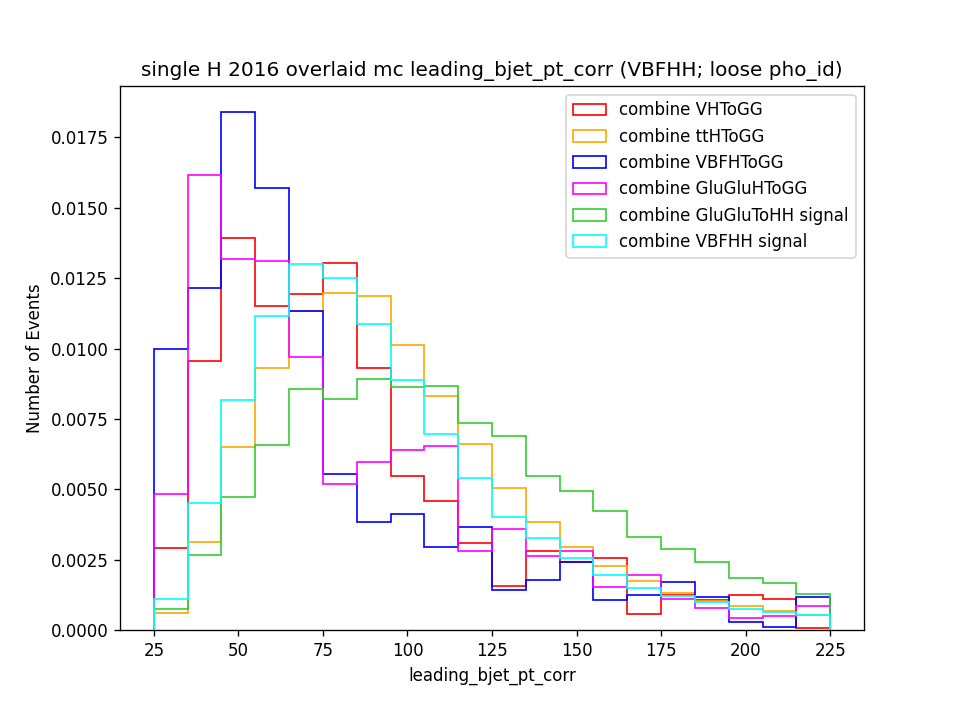 single H 2016 overlaid mc leading_bjet_pt_corr (VBFHH; loose pho_id)
combine VHToGG
combine ttHToGG
combine VBFHToGG
combine GluGluHToGG
combine GluGluToHH signal
combine VBFHH signal
Number of Events
0.0175
0.0150
0.0125
0.0100
0.0075
0.0050
0.0025
0.0000
25 50 75 100 125 150 175 200 225
leading_bjet_pt_corr